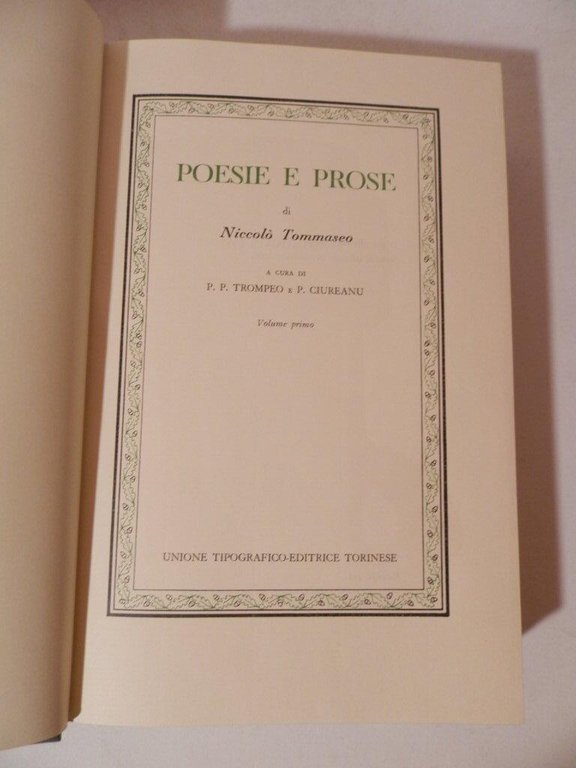 POESIE E PROSE
di
Niccolò Tommaseo
A CURA DI
P. P. TROMPEO E P. CIUREANU
Volume primo
UNIONE TIPOGRAFICO-EDITRICE TORINESE